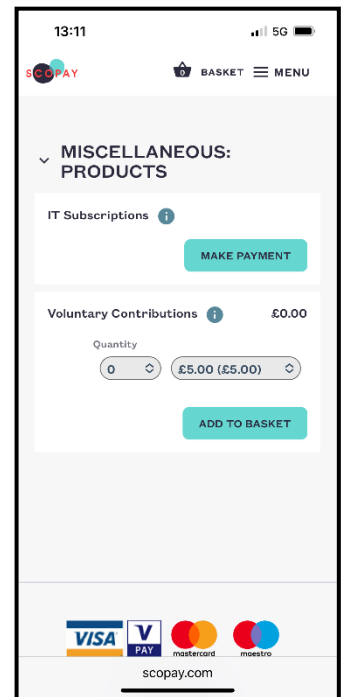 13:11 5G
SCOPAY 0 BASKET MENU
MISCELLANEOUS:
PRODUCTS
IT Subscriptions i
MAKE PAYMENT
Voluntary Contributions i £0.00
Quantity
0 £5.00 (£5.00)
ADD TO BASKET
VISA V PAY mastercard maestro
scopay.com